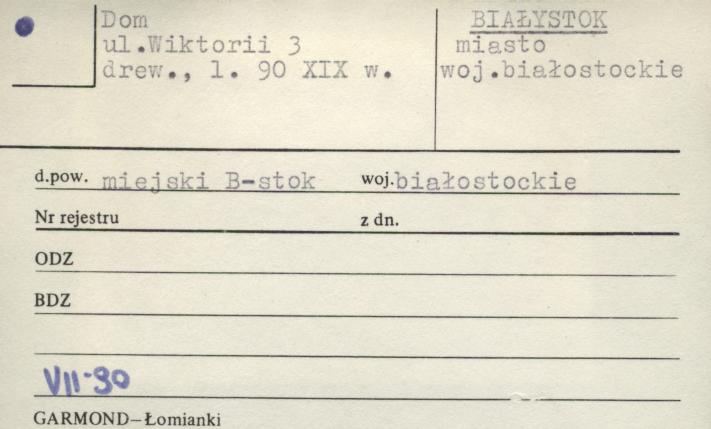 Dom
ul.Wiktorii 3
drew., l. 90 XIX w.
BIAŁYSTOK
miasto
woj.białostockie
d.pow. miejski B-stok woj.białostockie
Nr rejestru z dn.
ODZ
BDZ
VII-90
GARMOND–Łomianki